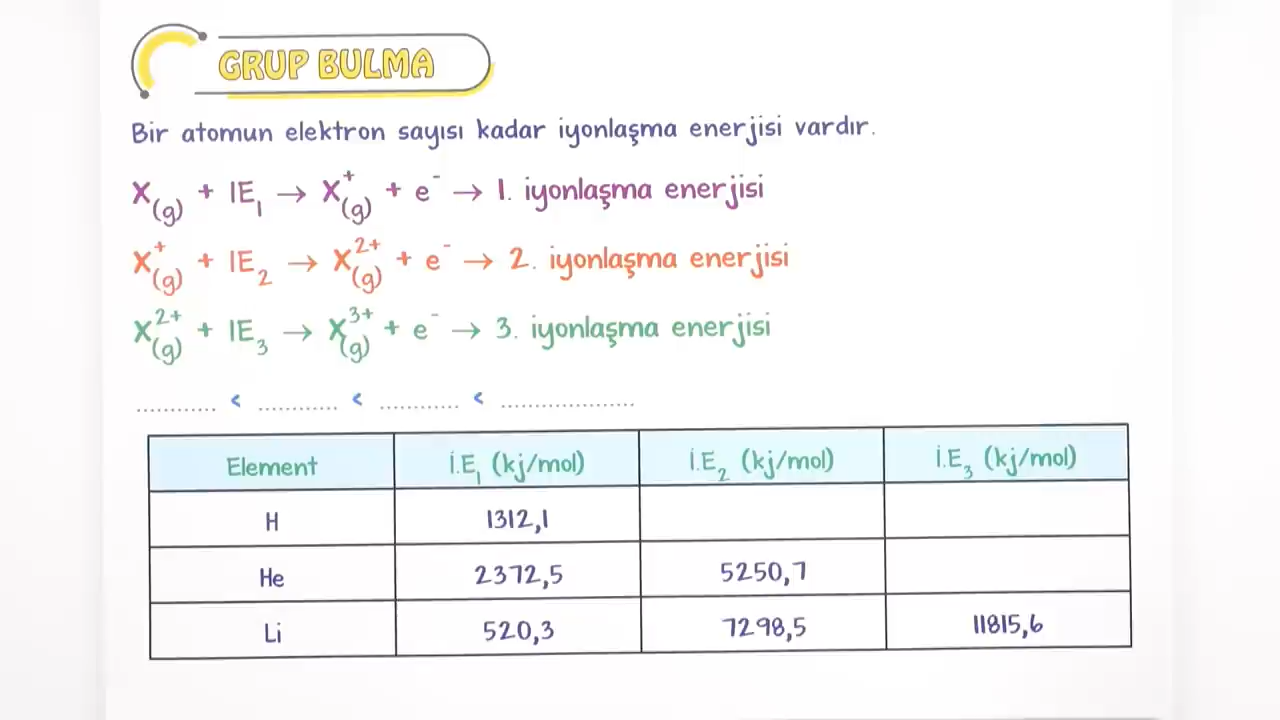 GRUP BULMA
Bir atomun elektron sayısı kadar iyonlaşma enerjisi vardır.
X(g) + IE₁ → X⁺(g) + e⁻ → 1. iyonlaşma enerjisi
X⁺(g) + IE₂ → X²⁺(g) + e⁻ → 2. iyonlaşma enerjisi
X²⁺(g) + IE₃ → X³⁺(g) + e⁻ → 3. iyonlaşma enerjisi
............ < ............ < ............ < ....................
Element İ.E₁ (kj/mol) İ.E₂ (kj/mol) İ.E₃ (kj/mol)
H 1312,1
He 2372,5 5250,7
Li 520,3 7298,5 11815,6